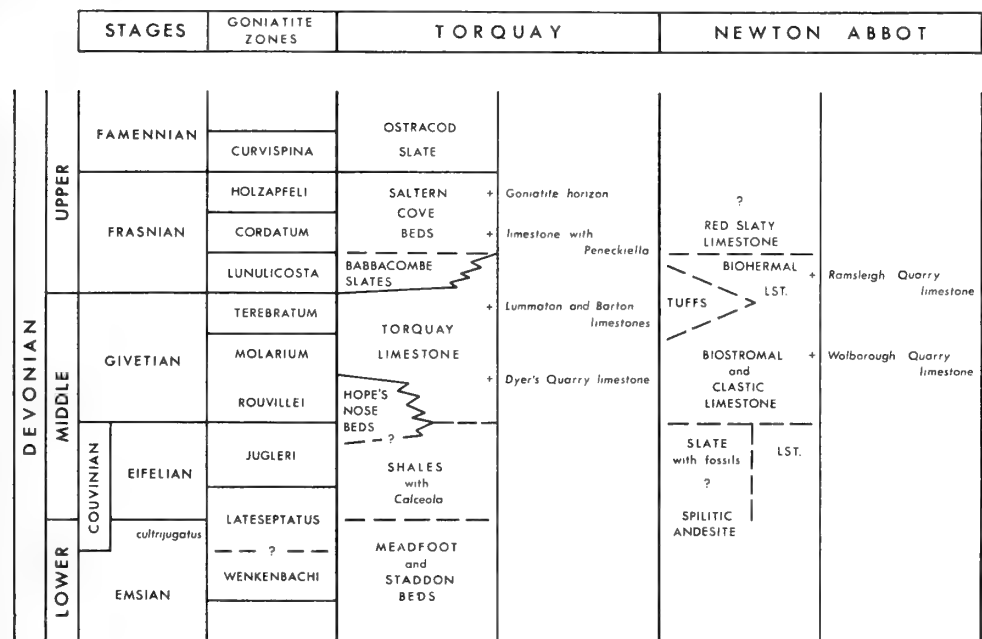 STAGES
GONIATITE
ZONES
TORQUAY
NEWTON ABBOT
DEVONIAN
UPPER
MIDDLE
LOWER
COUVINIAN
FAMENNIAN
FRASNIAN
GIVETIAN
EIFELIAN
cultrijugatus
EMSIAN
CURVISPINA
HOLZAPFELI
CORDATUM
LUNULICOSTA
TEREBRATUM
MOLARIUM
ROUVILLEI
JUGLERI
LATESEPTATUS
?
WENKENBACHI
OSTRACOD
SLATE
SALTERN
COVE
BEDS
BABBACOMBE
SLATES
TORQUAY
LIMESTONE
HOPE'S
NOSE
BEDS
?
SHALES
with
Calceola
MEADFOOT
and
STADDON
BEDS
+ Goniatite horizon
+ limestone with
Peneckiella
+ Lummaton and Barton
limestones
+ Dyer's Quarry limestone
?
RED SLATY
LIMESTONE
BIOHERMAL
LST.
TUFFS
BIOSTROMAL
and
CLASTIC
LIMESTONE
SLATE
with fossils
?
SPILITIC
ANDESITE
LST.
+ Ramsleigh Quarry
limestone
+ Wolborough Quarry
limestone